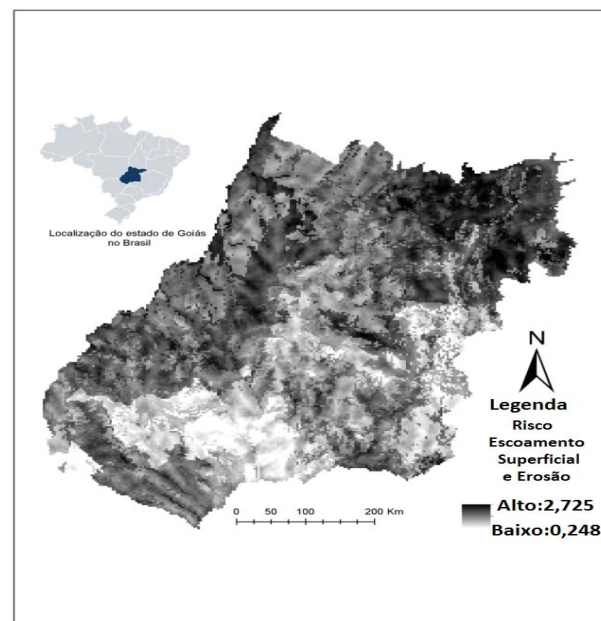 Localização do estado de Goiás
no Brasil
N
Legenda
Risco
Escoamento
Superficial
e Erosão
Alto:2,725
Baixo:0,248
0 50 100 200 Km